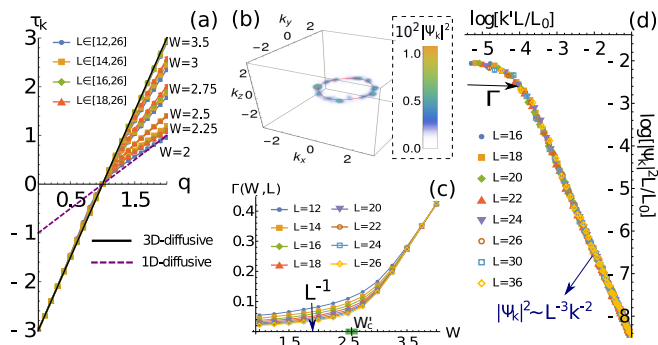 τk
3
2
1
0
- 1
- 2
- 3
(a)
L∈[12,26]
L∈[14,26]
L∈[16,26]
L∈[18,26]
W=3.5
W=3
W=2.75
W=2.5
W=2.25
W=2
q
0.5
1.5
3D-diffusive
1D-diffusive
(b)
ky
-2 0 2
kz
2
0
-2
kx
-2 0 2
10²|Ψk|²
1.0
0.5
0
(c)
Γ(W,L)
0.4
0.3
0.2
0.1
L=12
L=14
L=16
L=18
L=20
L=22
L=24
L=26
L⁻¹
W'c
W
1.5
2.5
3.5
(d)
log[k'L/L₀]
-5 -4 -3 -2 -1 0
log[|Ψk|²L/L₀]
-2
-4
-5
-6
-7
-8
Γ
L=16
L=18
L=20
L=22
L=24
L=26
L=30
L=36
|Ψk|²~L⁻³k⁻²